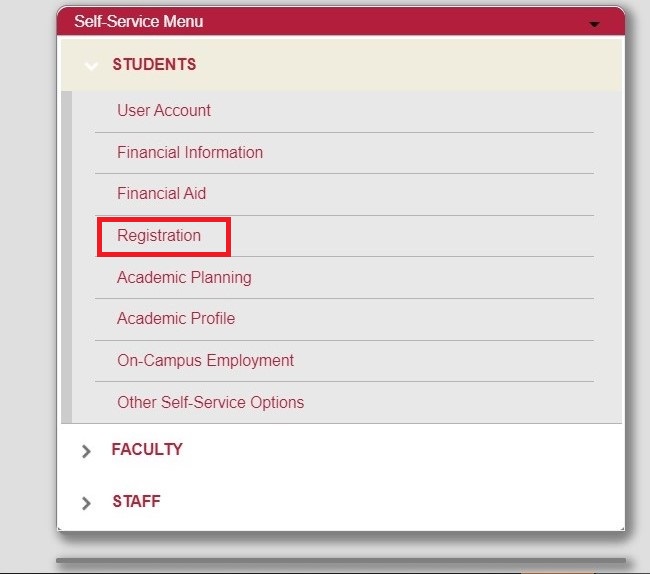 Self-Service Menu
STUDENTS
User Account
Financial Information
Financial Aid
Registration
Academic Planning
Academic Profile
On-Campus Employment
Other Self-Service Options
FACULTY
STAFF